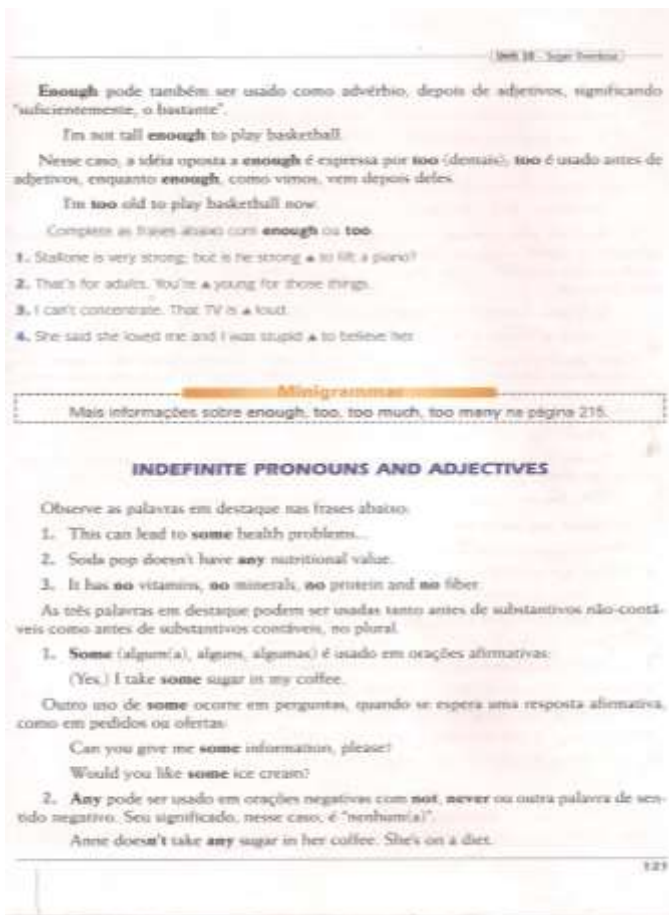 Unit 10 - Sugar Overdose
Enough pode também ser usado como advérbio, depois de adjetivos, significando
"suficientemente, o bastante".
I'm not tall enough to play basketball.
Nesse caso, a idéia oposta a enough é expressa por too (demais); too é usado antes de
adjetivos, enquanto enough, como vimos, vem depois deles.
I'm too old to play basketball now.
Complete as frases abaixo com enough ou too.
1. Stallone is very strong; but is he strong ▲ to lift a piano?
2. That's for adults. You're ▲ young for those things.
3. I can't concentrate. That TV is ▲ loud.
4. She said she loved me and I was stupid ▲ to believe her.
Minigrammar
Mais informações sobre enough, too, too much, too many na página 215.
INDEFINITE PRONOUNS AND ADJECTIVES
Observe as palavras em destaque nas frases abaixo:
1. This can lead to some health problems...
2. Soda pop doesn't have any nutritional value.
3. It has no vitamins, no minerals, no protein and no fiber.
As três palavras em destaque podem ser usadas tanto antes de substantivos não-contá-
veis como antes de substantivos contáveis, no plural.
1. Some (algum(a), alguns, algumas) é usado em orações afirmativas:
(Yes.) I take some sugar in my coffee.
Outro uso de some ocorre em perguntas, quando se espera uma resposta afirmativa,
como em pedidos ou ofertas:
Can you give me some information, please?
Would you like some ice cream?
2. Any pode ser usado em orações negativas com not, never ou outra palavra de sen-
tido negativo. Seu significado, nesse caso, é "nenhum(a)".
Anne doesn't take any sugar in her coffee. She's on a diet.
121